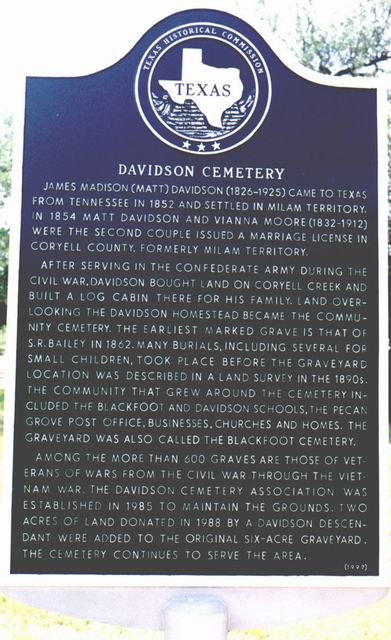 TEXAS HISTORICAL COMMISSION
TEXAS
DAVIDSON CEMETERY
JAMES MADISON (MATT) DAVIDSON (1826-1925) CAME TO TEXAS
FROM TENNESSEE IN 1852 AND SETTLED IN MILAM TERRITORY.
IN 1854 MATT DAVIDSON AND VIANNA MOORE (1832-1912)
WERE THE SECOND COUPLE ISSUED A MARRIAGE LICENSE IN
CORYELL COUNTY, FORMERLY MILAM TERRITORY.
AFTER SERVING IN THE CONFEDERATE ARMY DURING THE
CIVIL WAR, DAVIDSON BOUGHT LAND ON CORYELL CREEK AND
BUILT A LOG CABIN THERE FOR HIS FAMILY. LAND OVER-
LOOKING THE DAVIDSON HOMESTEAD BECAME THE COMMU-
NITY CEMETERY. THE EARLIEST MARKED GRAVE IS THAT OF
S.R. BAILEY IN 1862. MANY BURIALS, INCLUDING SEVERAL FOR
SMALL CHILDREN, TOOK PLACE BEFORE THE GRAVEYARD
LOCATION WAS DESCRIBED IN A LAND SURVEY IN THE 1890s.
THE COMMUNITY THAT GREW AROUND THE CEMETERY IN-
CLUDED THE BLACKFOOT AND DAVIDSON SCHOOLS, THE PECAN
GROVE POST OFFICE, BUSINESSES, CHURCHES AND HOMES. THE
GRAVEYARD WAS ALSO CALLED THE BLACKFOOT CEMETERY.
AMONG THE MORE THAN 600 GRAVES ARE THOSE OF VET-
ERANS OF WARS FROM THE CIVIL WAR THROUGH THE VIET-
NAM WAR. THE DAVIDSON CEMETERY ASSOCIATION WAS
ESTABLISHED IN 1985 TO MAINTAIN THE GROUNDS. TWO
ACRES OF LAND DONATED IN 1988 BY A DAVIDSON DESCEN-
DANT WERE ADDED TO THE ORIGINAL SIX-ACRE GRAVEYARD.
THE CEMETERY CONTINUES TO SERVE THE AREA.
(1997)